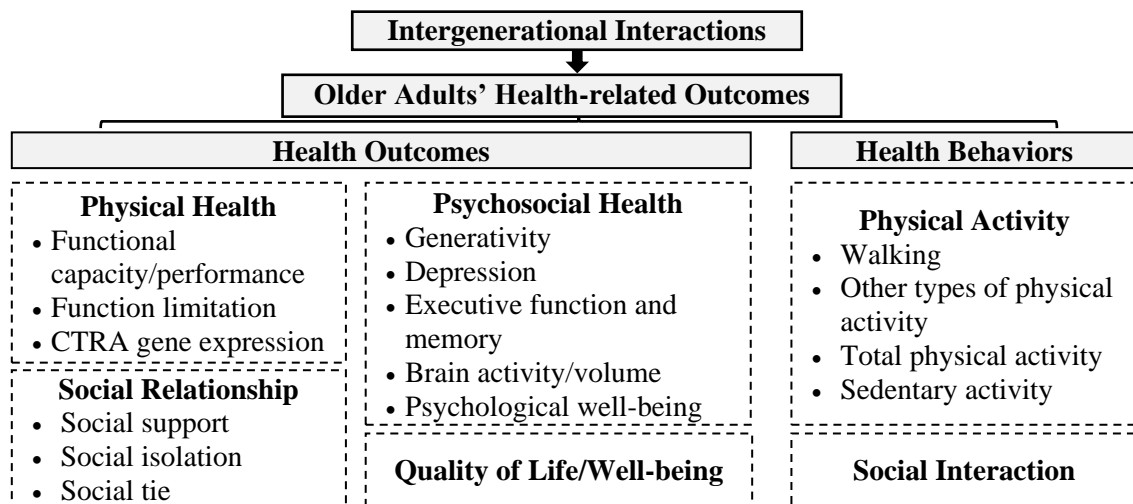 Intergenerational Interactions
Older Adults’ Health-related Outcomes
Health Outcomes
Physical Health
• Functional
capacity/performance
• Function limitation
• CTRA gene expression
Social Relationship
• Social support
• Social isolation
• Social tie
Psychosocial Health
• Generativity
• Depression
• Executive function and
memory
• Brain activity/volume
• Psychological well-being
Quality of Life/Well-being
Health Behaviors
Physical Activity
• Walking
• Other types of physical
activity
• Total physical activity
• Sedentary activity
Social Interaction